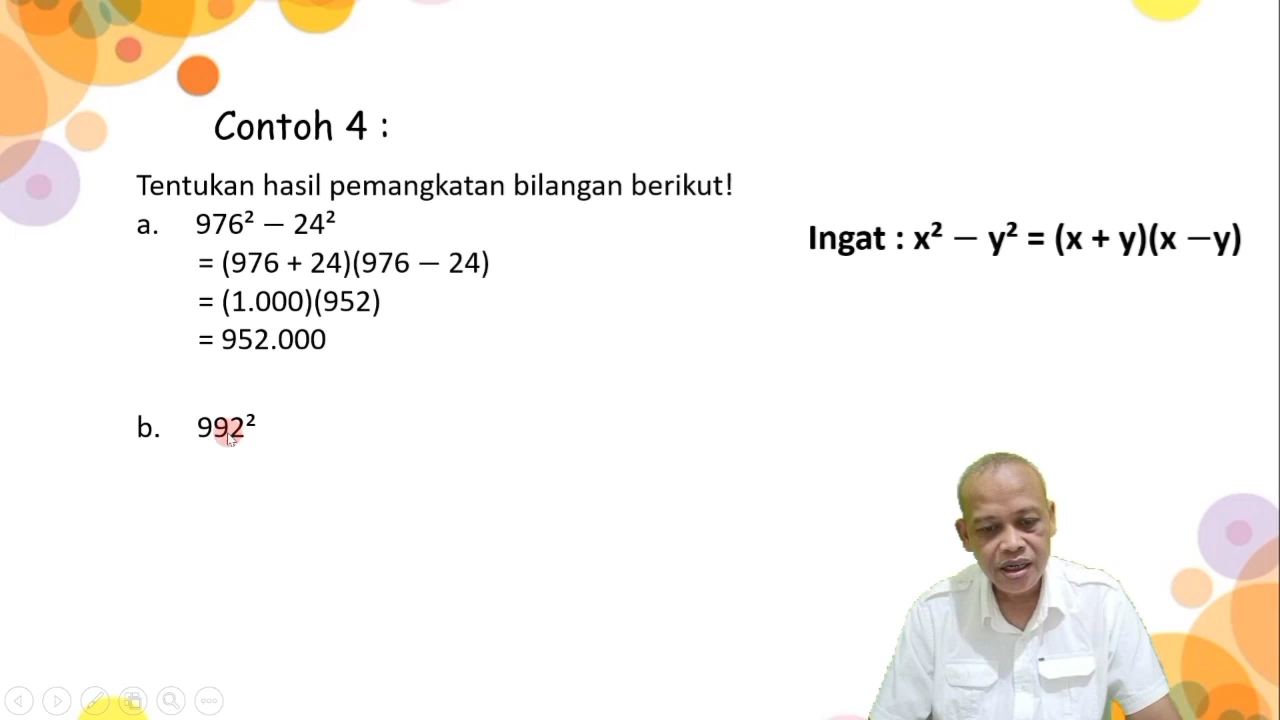 Contoh 4 :
Tentukan hasil pemangkatan bilangan berikut!
a. 976² – 24²
= (976 + 24)(976 – 24)
= (1.000)(952)
= 952.000
Ingat : x² – y² = (x + y)(x –y)
b. 992²